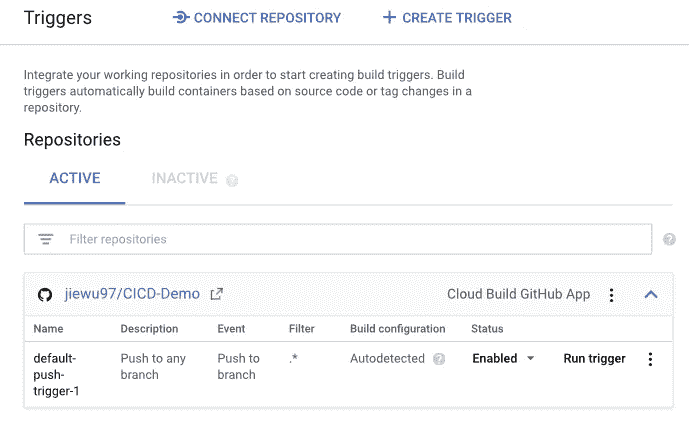 Triggers
CONNECT REPOSITORY
CREATE TRIGGER
Integrate your working repositories in order to start creating build triggers. Build
triggers automatically build containers based on source code or tag changes in a
repository.
Repositories
ACTIVE
INACTIVE
Filter repositories
jiewu97/CICD-Demo
Cloud Build GitHub App
Name Description Event Filter Build configuration Status
default-
push-
trigger-1
Push to any
branch
Push to
branch
.*
Autodetected
Enabled
Run trigger